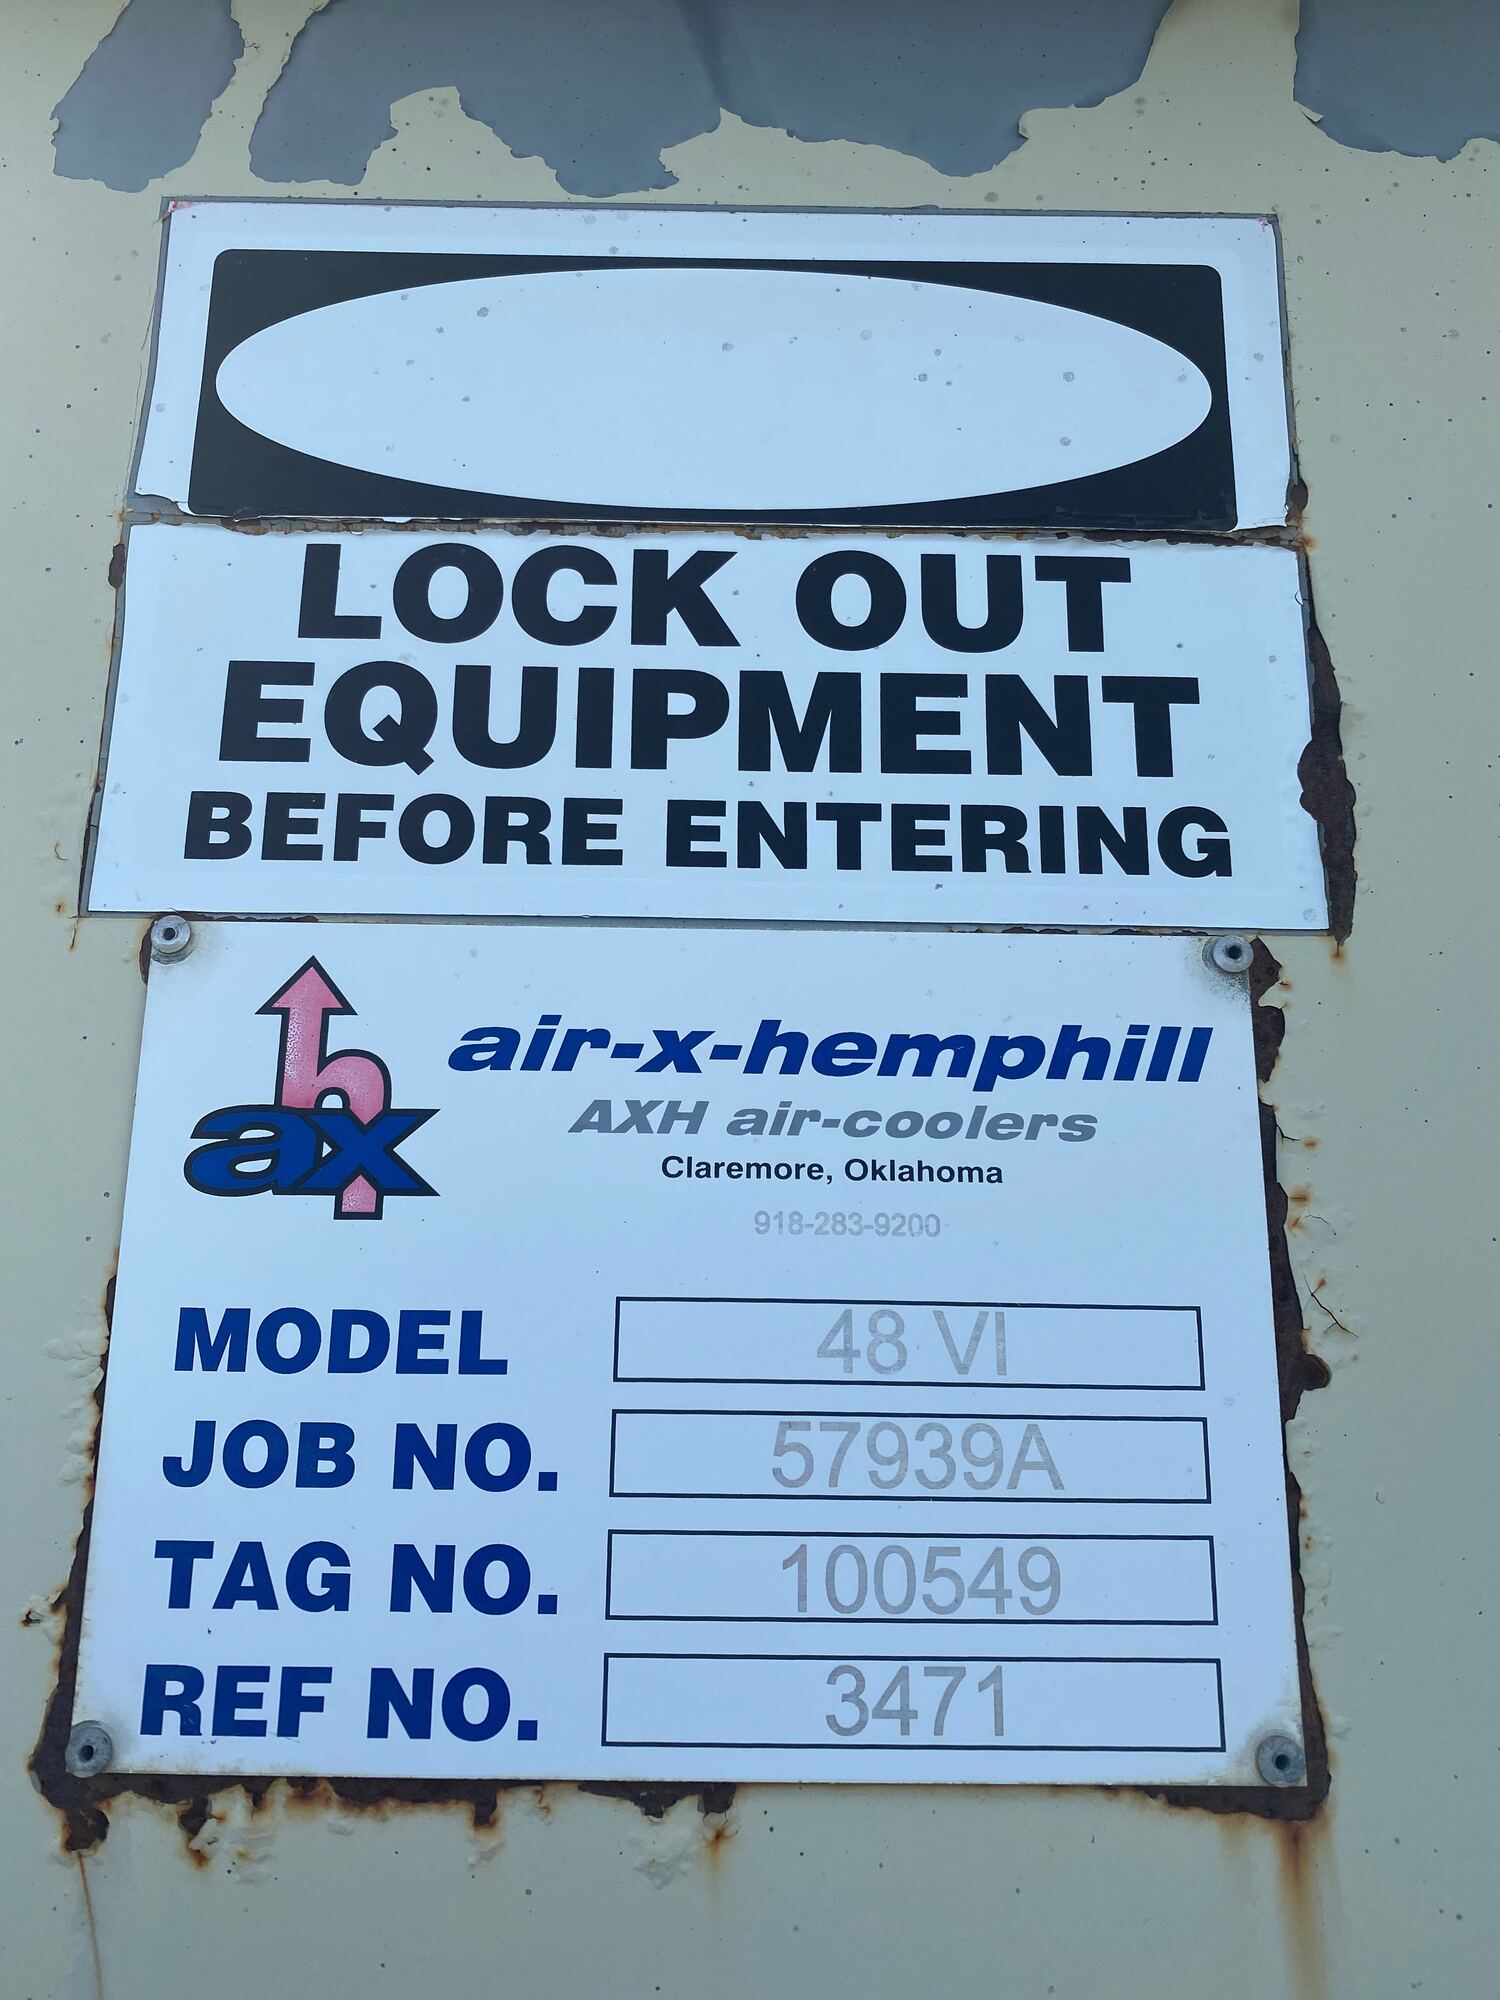 LOCK OUT
EQUIPMENT
BEFORE ENTERING
h
ax
air-x-hemphill
AXH air-coolers
Claremore, Oklahoma
918-283-9200
MODEL 48 VI
JOB NO. 57939A
TAG NO. 100549
REF NO. 3471